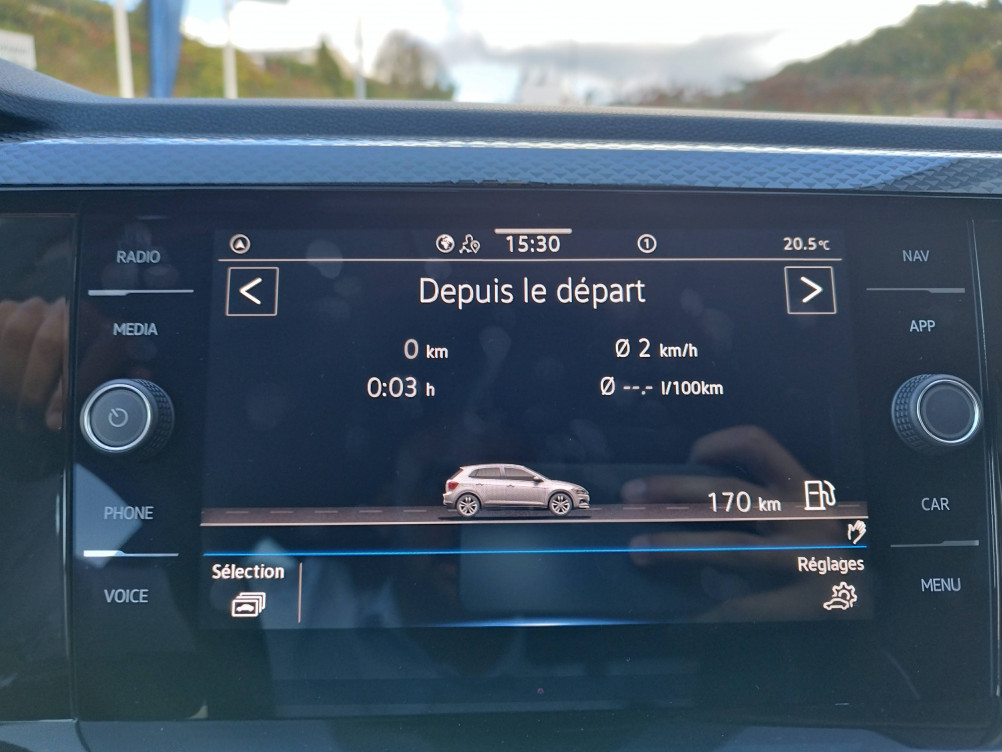 15:30
1
20.5°C
RADIO
NAV
< Depuis le départ >
MEDIA
APP
0 km
Ø 2 km/h
0:03 h
Ø --.- l/100km
170 km
PHONE
CAR
Sélection
Réglages
VOICE
MENU